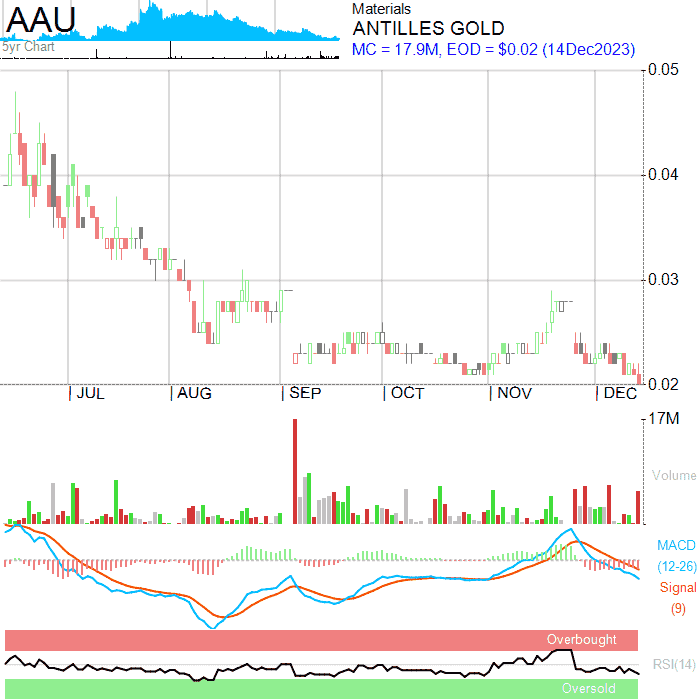 AAU
5yr Chart
Materials
ANTILLES GOLD
MC = 17.9M, EOD = $0.02 (14Dec2023)
0.05
0.04
0.03
0.02
JUL
AUG
SEP
OCT
NOV
DEC
17M
Volume
MACD
(12-26)
Signal
(9)
Overbought
RSI(14)
Oversold